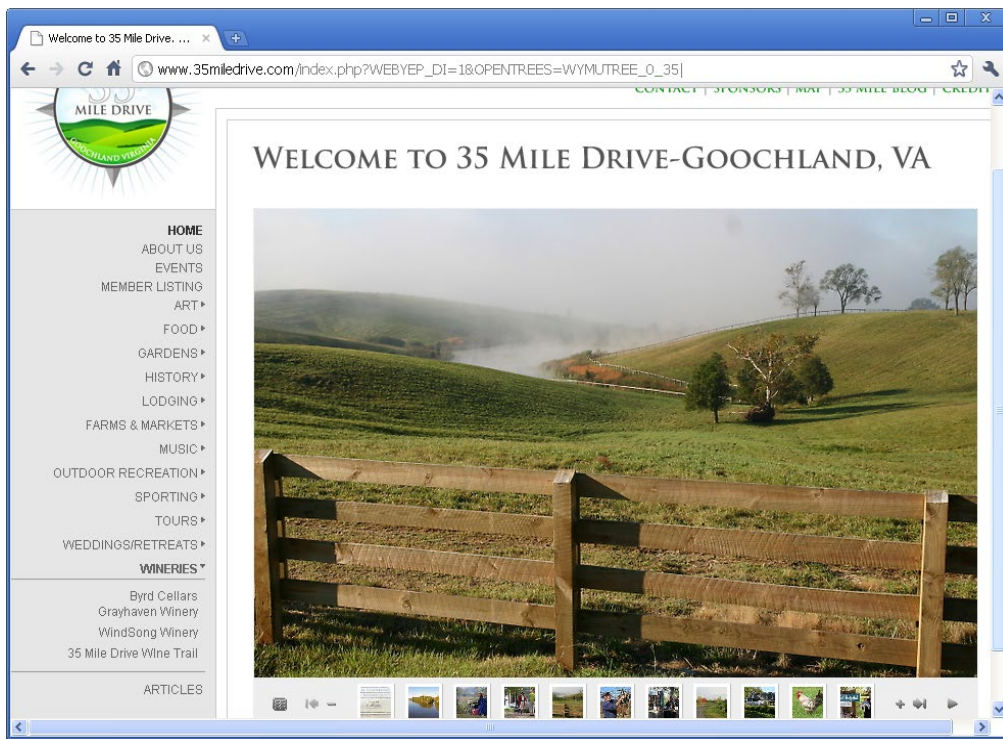 Welcome to 35 Mile Drive. ...
www.35miledrive.com/index.php?WEBYEP_DI=1&OPENTREES=WYMUTREE_0_35
CONTACT | SPONSORS | MAP | 35 MILE BLOG | CREDIT
35
MILE DRIVE
GOOCHLAND VIRGINIA
WELCOME TO 35 MILE DRIVE-GOOCHLAND, VA
HOME
ABOUT US
EVENTS
MEMBER LISTING
ART
FOOD
GARDENS
HISTORY
LODGING
FARMS & MARKETS
MUSIC
OUTDOOR RECREATION
SPORTING
TOURS
WEDDINGS/RETREATS
WINERIES
Byrd Cellars
Grayhaven Winery
WindSong Winery
35 Mile Drive WIne Trail
ARTICLES